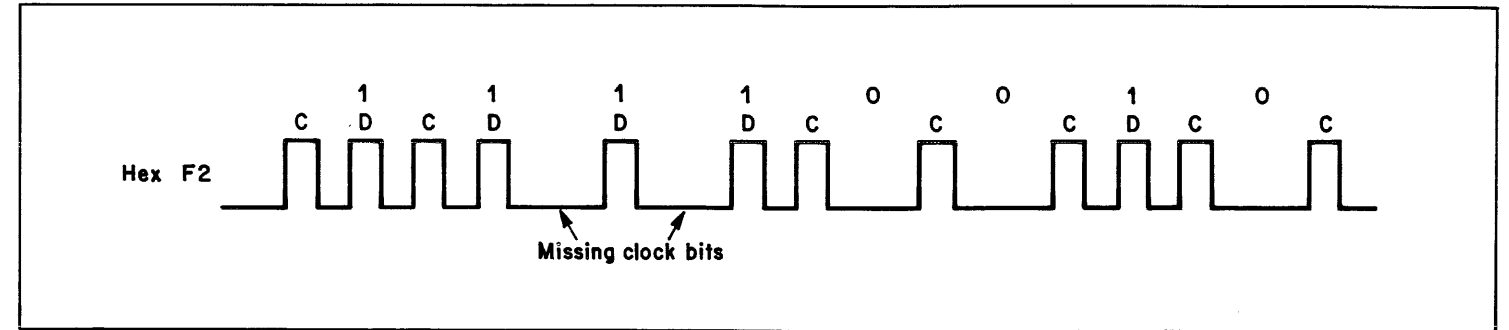 1 1 1 1 0 0 1 0
C D C D D D C C C D C C
Hex F2
Missing clock bits